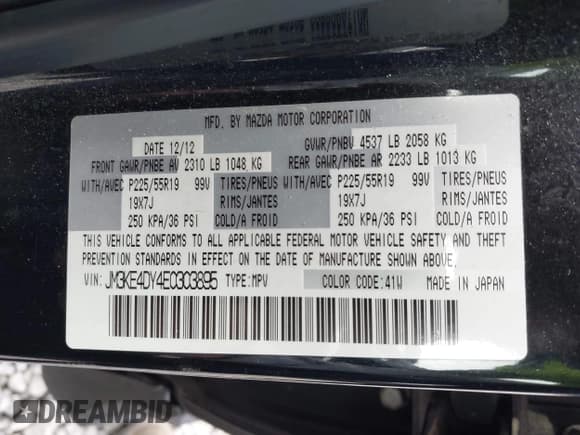 MFD. BY MAZDA MOTOR CORPORATION
DATE 12/12 GVWR/PNBV 4537 LB 2058 KG
FRONT GAWR/PNBE AV 2310 LB 1048 KG REAR GAWR/PNBE AR 2233 LB 1013 KG
WITH/AVEC P225/55R19 99V TIRES/PNEUS WITH/AVEC P225/55R19 99V TIRES/PNEUS
19X7J RIMS/JANTES 19X7J RIMS/JANTES
250 KPA/36 PSI COLD/A FROID 250 KPA/36 PSI COLD/A FROID
THIS VEHICLE CONFORMS TO ALL APPLICABLE FEDERAL MOTOR VEHICLE SAFETY AND THEFT
PREVENTION STANDARDS IN EFFECT ON THE DATE OF MANUFACTURE SHOWN ABOVE.
VIN: JM3KE4DY4E0303895 TYPE:MPV COLOR CODE:41W MADE IN JAPAN
DREAMBID